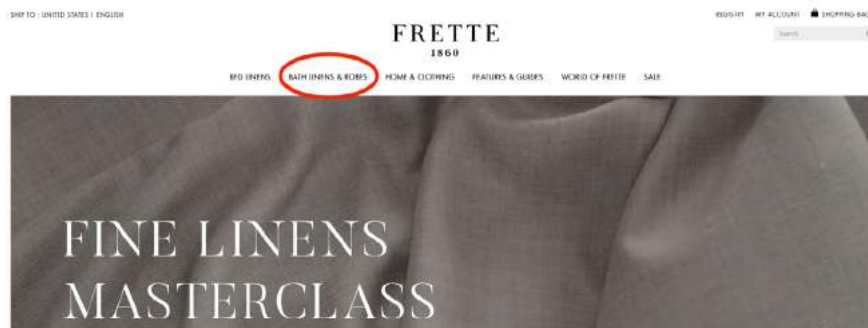 SHIP TO : UNITED STATES | ENGLISH
REGISTRY MY ACCOUNT SHOPPING BAG
FRETTE
1860
Search
BED LINENS BATH LINENS & ROBES HOME & CLOTHING FEATURES & GUIDES WORLD OF FRETTE SALE
FINE LINENS
MASTERCLASS